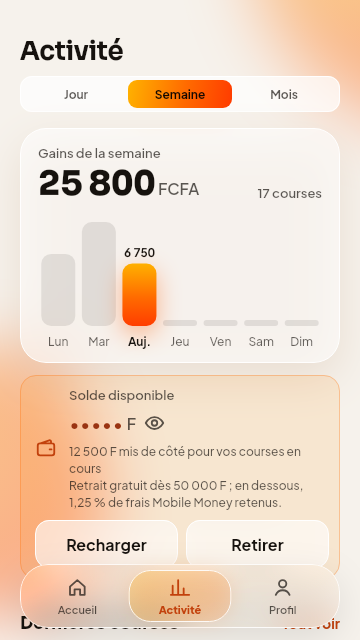 Activité
Jour Semaine Mois
Gains de la semaine
25 800 FCFA 17 courses
6 750
Lun Mar Auj. Jeu Ven Sam Dim
Solde disponible
••••• F
12 500 F mis de côté pour vos courses en
cours
Retrait gratuit dès 50 000 F ; en dessous,
1,25 % de frais Mobile Money retenus.
Recharger Retirer
Accueil Activité Profil